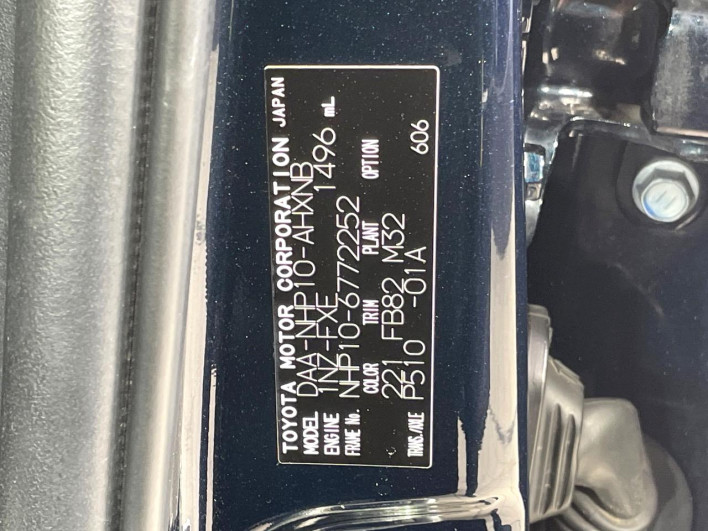 TOYOTA MOTOR CORPORATION JAPAN
MODEL DAA-NHP10-AHXNB
ENGINE 1NZ-FXE 1496 mL
FRAME No. NHP10-6772252
COLOR TRIM PLANT OPTION
221 FB82 M32
TRANS./AXLE P510 -01A 606